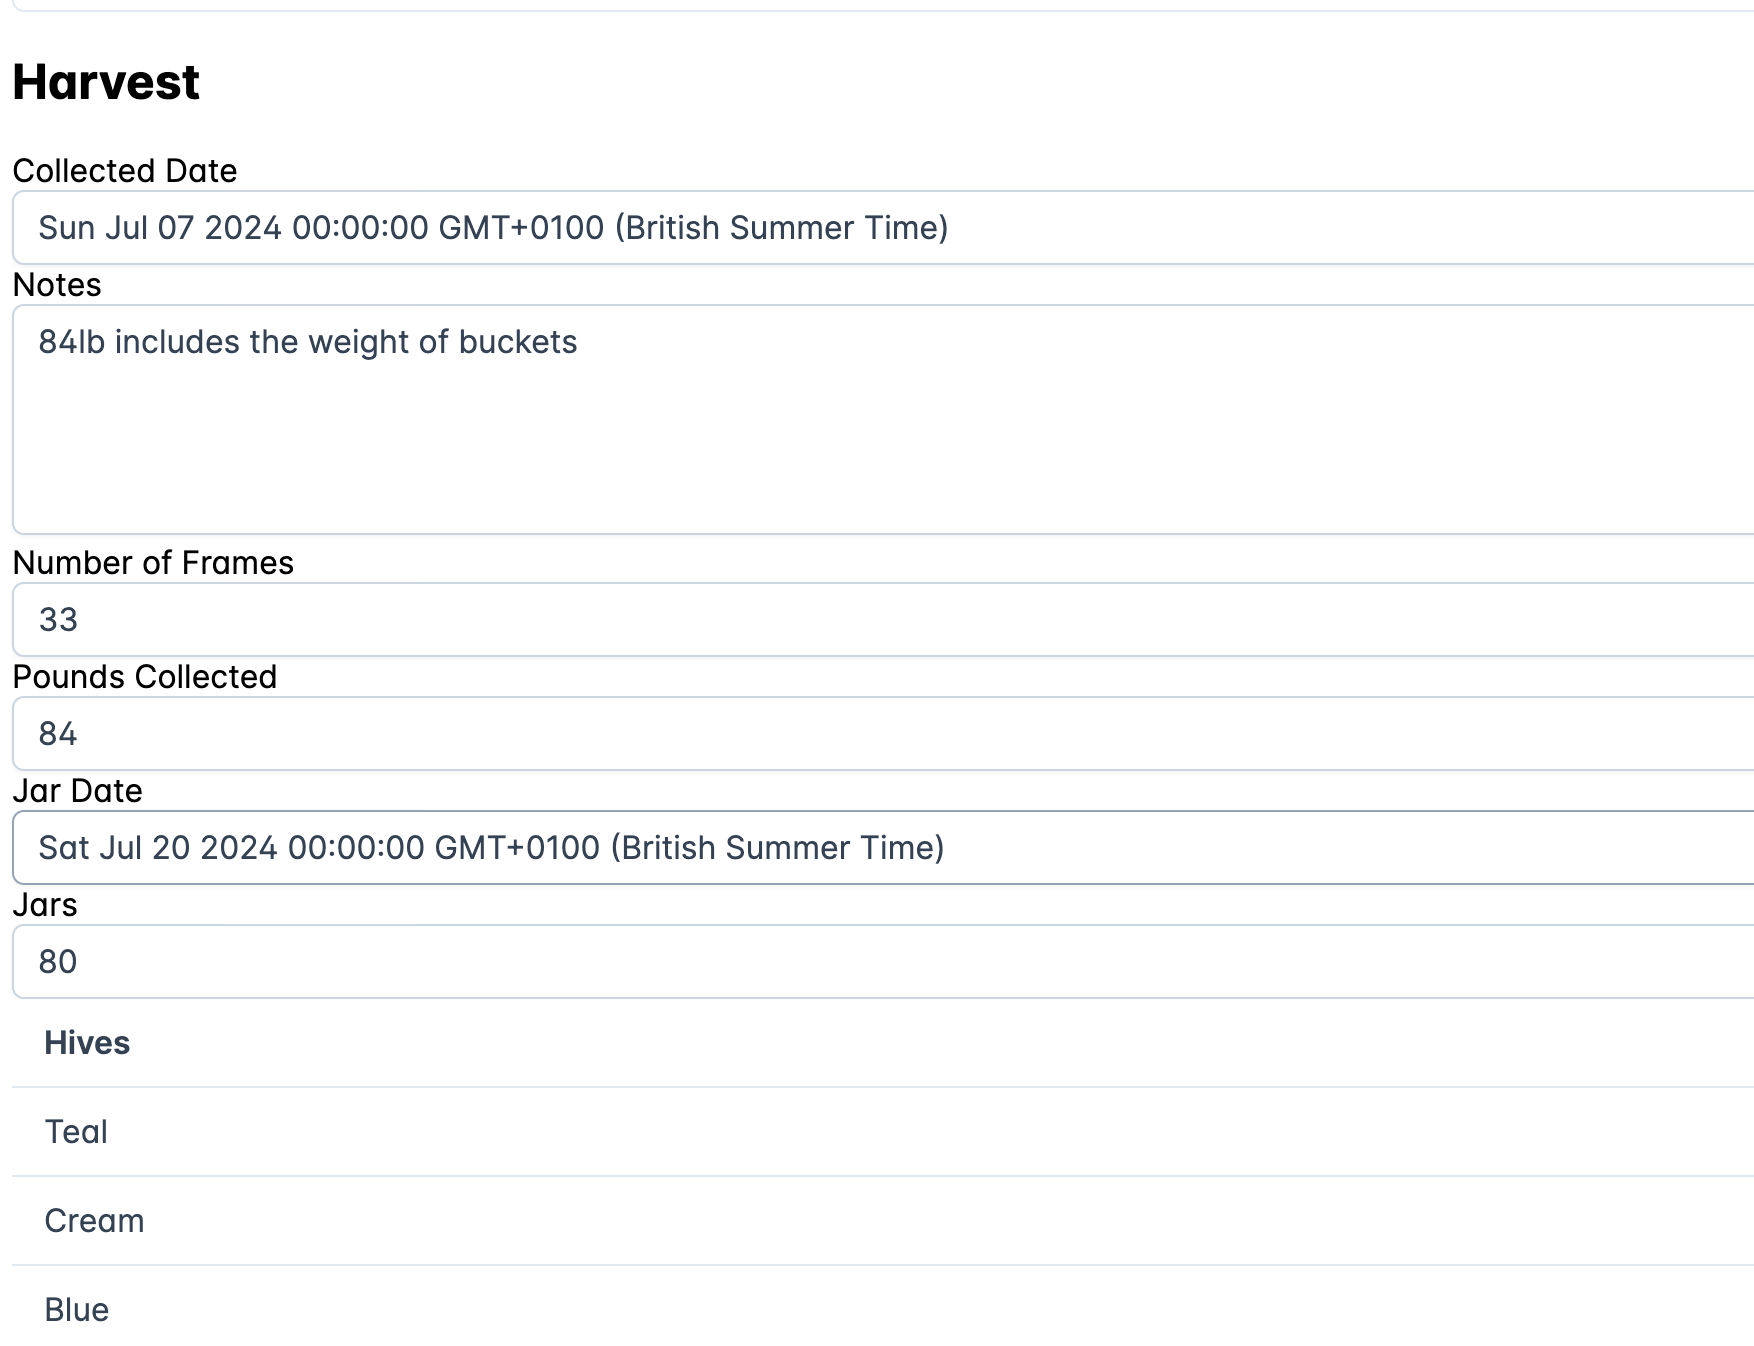 Harvest
Collected Date
Sun Jul 07 2024 00:00:00 GMT+0100 (British Summer Time)
Notes
84lb includes the weight of buckets
Number of Frames
33
Pounds Collected
84
Jar Date
Sat Jul 20 2024 00:00:00 GMT+0100 (British Summer Time)
Jars
80
Hives
Teal
Cream
Blue